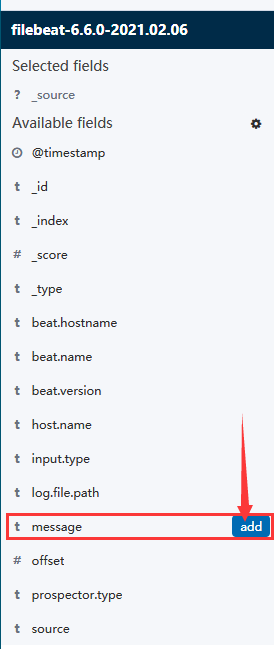 filebeat-6.6.0-2021.02.06
Selected fields
? _source
Available fields
@timestamp
t _id
t _index
# _score
t _type
t beat.hostname
t beat.name
t beat.version
t host.name
t input.type
t log.file.path
t message add
# offset
t prospector.type
t source